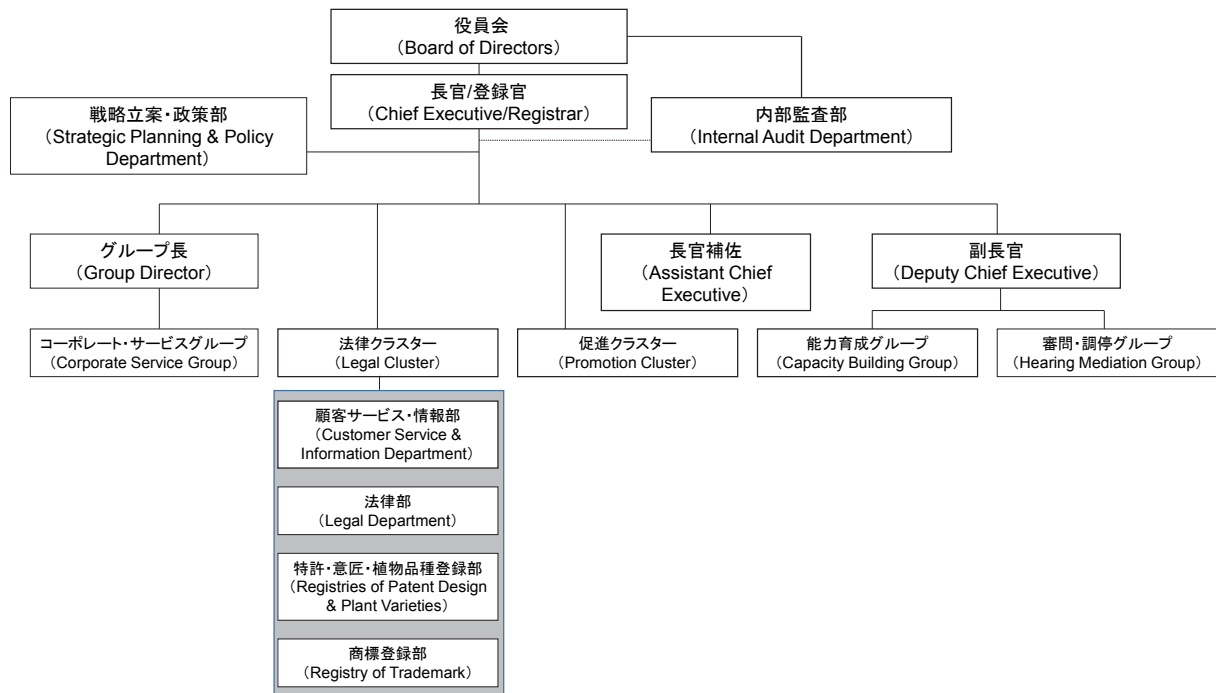 役員会
（Board of Directors）
長官/登録官
（Chief Executive/Registrar）
戦略立案・政策部
（Strategic Planning & Policy
Department）
内部監査部
（Internal Audit Department）
グループ長
（Group Director）
長官補佐
（Assistant Chief
Executive）
副長官
（Deputy Chief Executive）
コーポレート・サービスグループ
（Corporate Service Group）
法律クラスター
（Legal Cluster）
促進クラスター
（Promotion Cluster）
能力育成グループ
（Capacity Building Group）
審問・調停グループ
（Hearing Mediation Group）
顧客サービス・情報部
（Customer Service &
Information Department）
法律部
（Legal Department）
特許・意匠・植物品種登録部
（Registries of Patent Design
& Plant Varieties）
商標登録部
（Registry of Trademark）